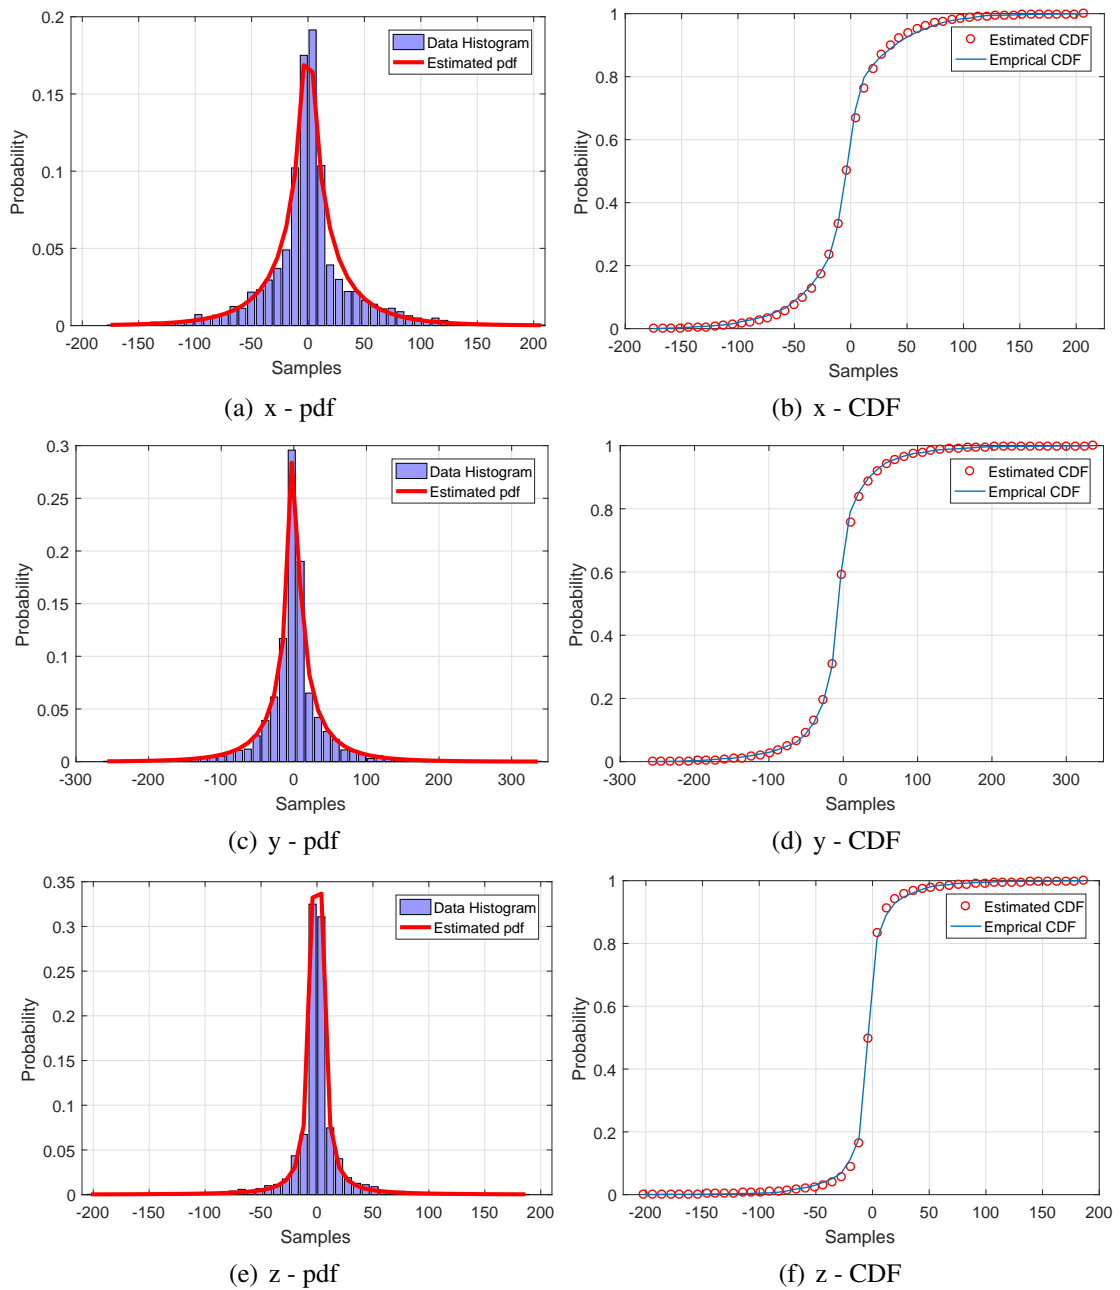 0.2
0.15
0.1
0.05
0
Probability
Data Histogram
Estimated pdf
-200 -150 -100 -50 0 50 100 150 200
Samples
(a) x - pdf
1
0.8
0.6
0.4
0.2
0
Probability
Estimated CDF
Emprical CDF
-200 -150 -100 -50 0 50 100 150 200
Samples
(b) x - CDF
0.3
0.25
0.2
0.15
0.1
0.05
0
Probability
Data Histogram
Estimated pdf
-300 -200 -100 0 100 200 300
Samples
(c) y - pdf
1
0.8
0.6
0.4
0.2
0
Probability
Estimated CDF
Emprical CDF
-300 -200 -100 0 100 200 300
Samples
(d) y - CDF
0.35
0.3
0.25
0.2
0.15
0.1
0.05
0
Probability
Data Histogram
Estimated pdf
-200 -150 -100 -50 0 50 100 150 200
Samples
(e) z - pdf
1
0.8
0.6
0.4
0.2
0
Probability
Estimated CDF
Emprical CDF
-200 -150 -100 -50 0 50 100 150 200
Samples
(f) z - CDF